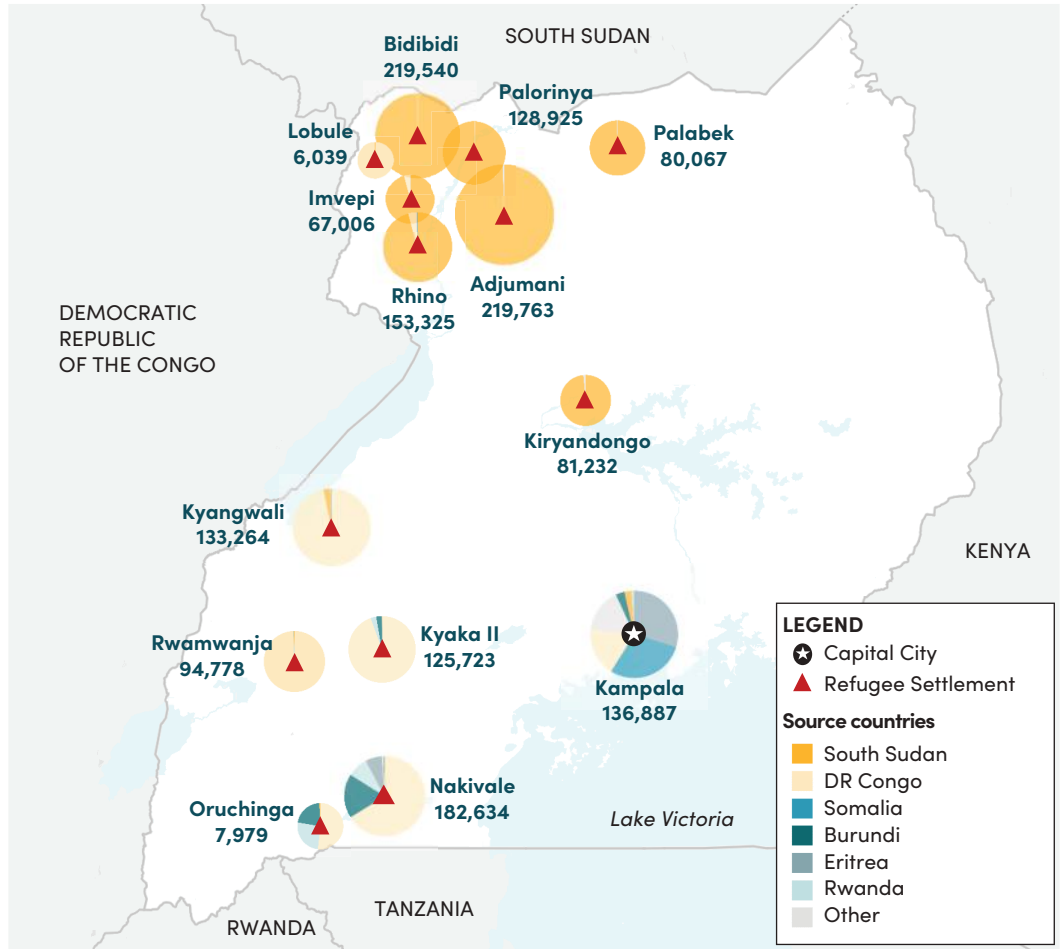 SOUTH SUDAN
Bidibidi
219,540
Palorinya
128,925
Lobule
6,039
Palabek
80,067
Imvepi
67,006
Rhino
153,325
Adjumani
219,763
DEMOCRATIC
REPUBLIC
OF THE CONGO
Kiryandongo
81,232
Kyangwali
133,264
KENYA
Rwamwanja
94,778
Kyaka II
125,723
Kampala
136,887
Nakivale
182,634
Oruchinga
7,979
Lake Victoria
TANZANIA
RWANDA
LEGEND
Capital City
Refugee Settlement
Source countries
South Sudan
DR Congo
Somalia
Burundi
Eritrea
Rwanda
Other